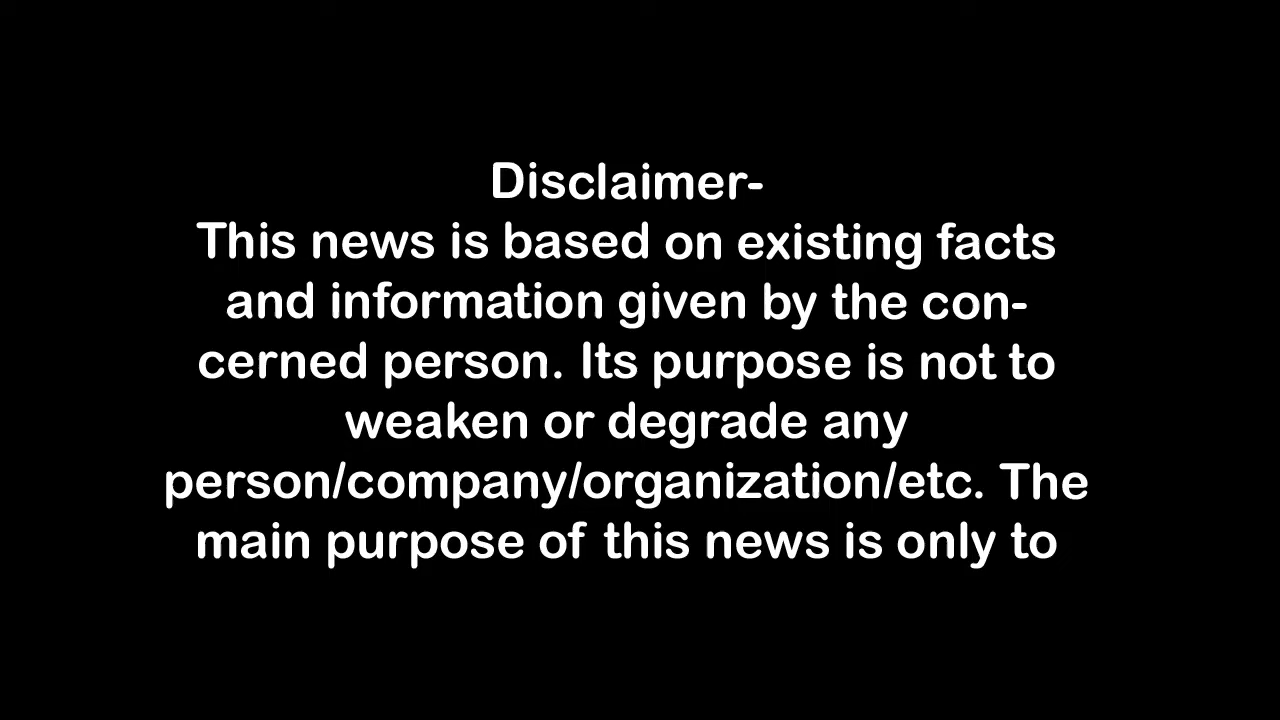 Disclaimer-
This news is based on existing facts
and information given by the con-
cerned person. Its purpose is not to
weaken or degrade any
person/company/organization/etc. The
main purpose of this news is only to